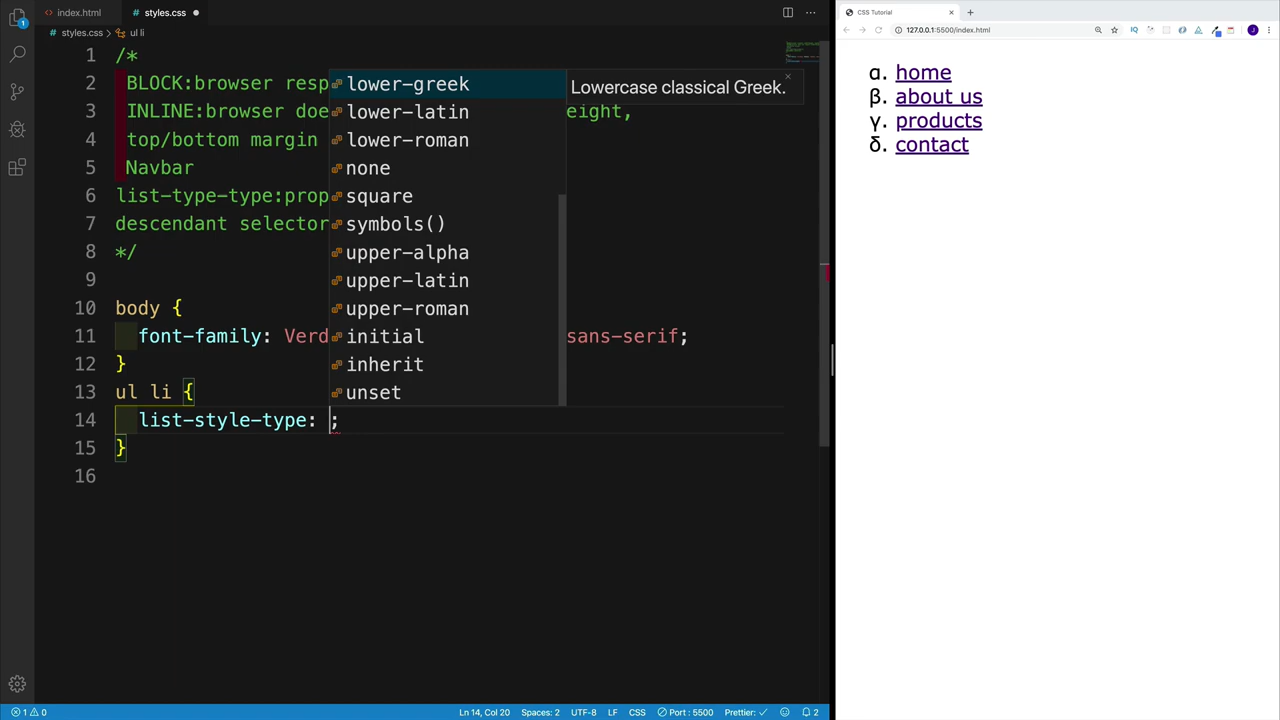 index.html
styles.css
styles.css > ul li
1 /*
2 BLOCK:browser resp
3 INLINE:browser doe eight,
4 top/bottom margin
5 Navbar
6 list-type-type:prop
7 descendant selector
8 */
9
10 body {
11 font-family: Verd sans-serif;
12 }
13 ul li {
14 list-style-type: ;
15 }
16
lower-greek
Lowercase classical Greek.
lower-latin
lower-roman
none
square
symbols()
upper-alpha
upper-latin
upper-roman
initial
inherit
unset
1
1 0
Ln 14, Col 20
Spaces: 2
UTF-8
LF
CSS
Port : 5500
Prettier: ✓
2
CSS Tutorial
127.0.0.1:5500/index.html
IQ
J
α. home
β. about us
γ. products
δ. contact